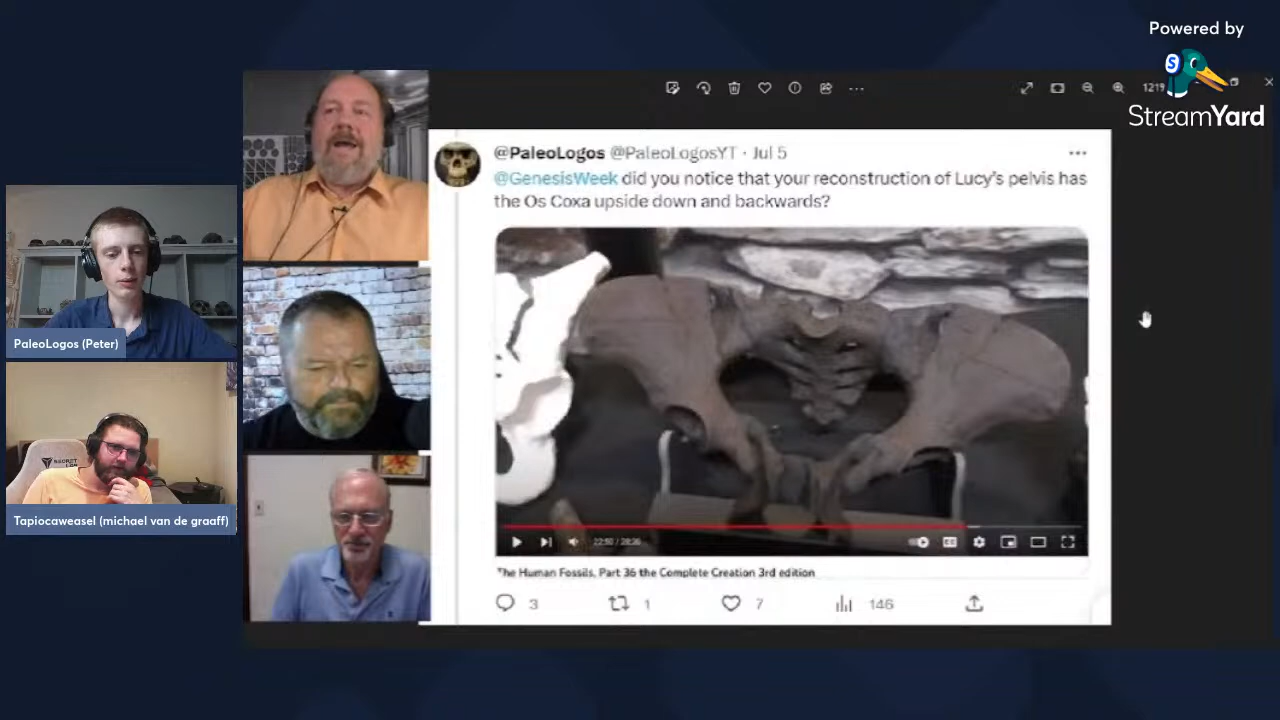 Powered by
S
StreamYard
1219
@PaleoLogos @PaleoLogosYT · Jul 5
@GenesisWeek did you notice that your reconstruction of Lucy's pelvis has
the Os Coxa upside down and backwards?
The Human Fossils, Part 36 the Complete Creation 3rd edition
3
1
7
146
PaleoLogos (Peter)
SECRET
Tapiocaweasel (michael van de graaff)